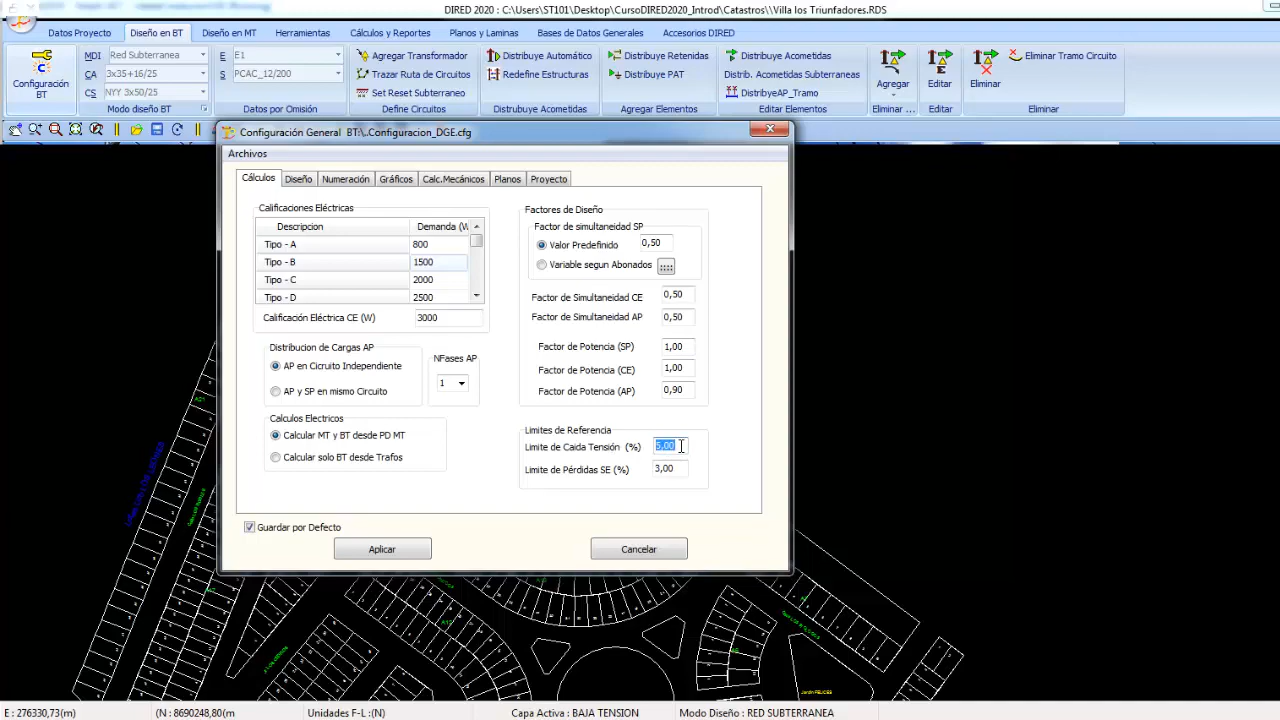 DIRED 2020 : C:\Users\ST101\Desktop\CursoDIRED2020_Introd\Catastros\\Villa los Triunfadores.RDS
Datos Proyecto Diseño en BT Diseño en MT Herramientas Cálculos y Reportes Planos y Laminas Bases de Datos Generales Accesorios DIRED
Configuración BT
MDI Red Subterranea
CA 3x35+16/25
CS NYY 3x50/25
Modo diseño BT
E E1
S PCAC_12/200
Datos por Omisión
Agregar Transformado
Trazar Ruta de Circuitos
Set Reset Subterraneo
Define Circuitos
Distribuye Automático
Redefine Estructuras
Distrubuye Acometidas
Distribuye Retenidas
Distribuye PAT
Agregar Elementos
Distribuye Acometidas
Distrib. Acometidas Subterraneas
DistribyeAP_Tramo
Editar Elementos
Agregar
Eliminar ...
Editar
Editar
Eliminar
Eliminar Tramo Circuito
Eliminar
Configuración General BT:\..Configuracion_DGE.cfg
Archivos
Cálculos Diseño Numeración Gráficos Calc.Mecánicos Planos Proyecto
Calificaciones Eléctricas
Descripcion Demanda (W
Tipo - A 800
Tipo - B 1500
Tipo - C 2000
Tipo - D 2500
Calificación Eléctrica CE (W) 3000
Distribucion de Cargas AP
AP en Cicruito Independiente
AP y SP en mismo Circuito
NFases AP
1
Calculos Electricos
Calcular MT y BT desde PD MT
Calcular solo BT desde Trafos
Factores de Diseño
Factor de simultaneidad SP
Valor Predefinido 0,50
Variable segun Abonados
Factor de Simultaneidad CE 0,50
Factor de Simultaneidad AP 0,50
Factor de Potencia (SP) 1,00
Factor de Potencia (CE) 1,00
Factor de Potencia (AP) 0,90
Limites de Referencia
Limite de Caida Tensión (%) 5,00
Limite de Pérdidas SE (%) 3,00
Guardar por Defecto
Aplicar Cancelar
Jardin FELICES
E : 276330,73(m) (N : 8690248,80(m Unidades F-L :(N) Capa Activa : BAJA TENSION Modo Diseño : RED SUBTERRANEA